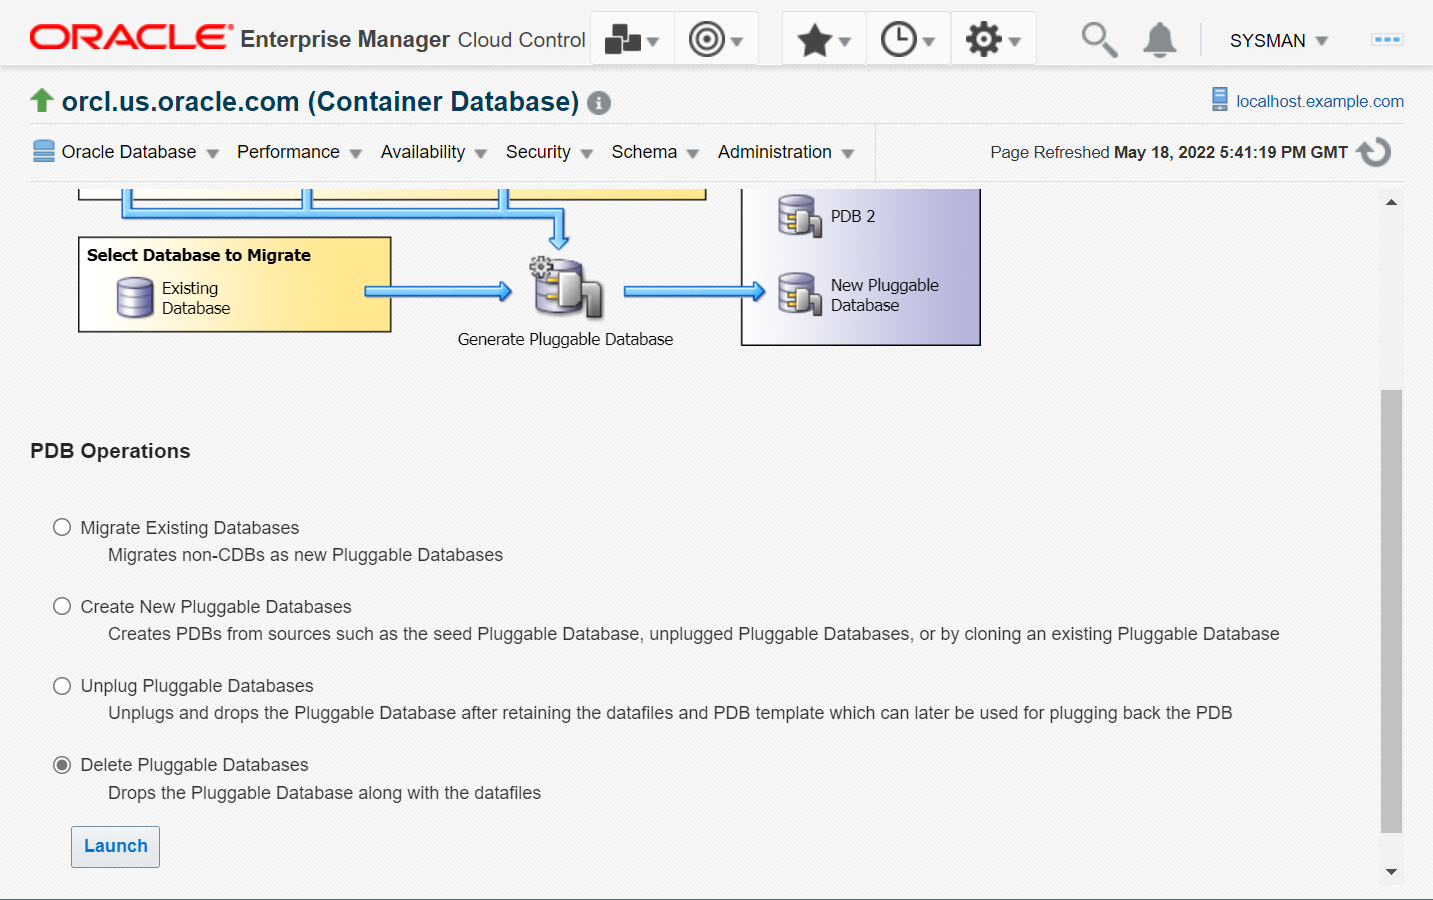 ORACLE Enterprise Manager Cloud Control
SYSMAN
orcl.us.oracle.com (Container Database)
localhost.example.com
Oracle Database Performance Availability Security Schema Administration
Page Refreshed May 18, 2022 5:41:19 PM GMT
PDB 2
Select Database to Migrate
Existing
Database
New Pluggable
Database
Generate Pluggable Database
PDB Operations
Migrate Existing Databases
Migrates non-CDBs as new Pluggable Databases
Create New Pluggable Databases
Creates PDBs from sources such as the seed Pluggable Database, unplugged Pluggable Databases, or by cloning an existing Pluggable Database
Unplug Pluggable Databases
Unplugs and drops the Pluggable Database after retaining the datafiles and PDB template which can later be used for plugging back the PDB
Delete Pluggable Databases
Drops the Pluggable Database along with the datafiles
Launch